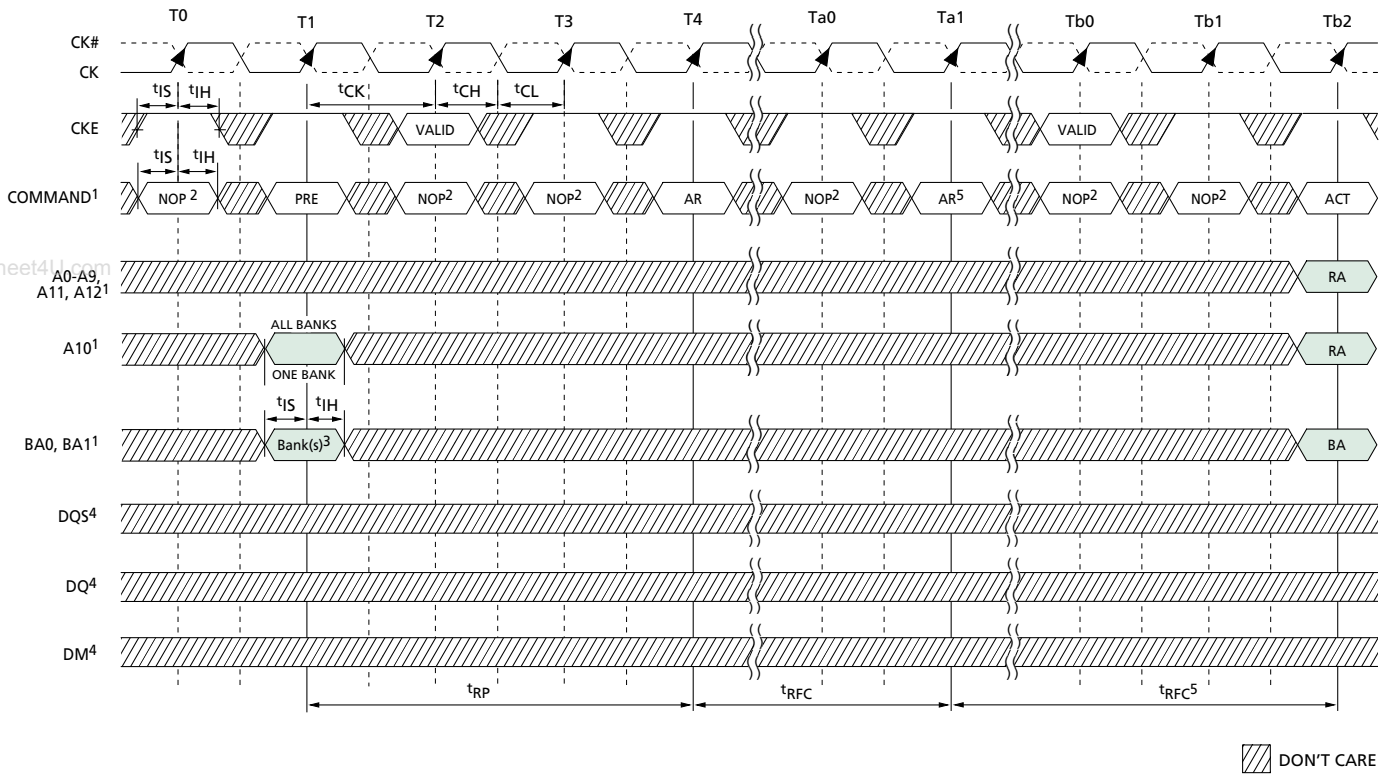 T0 T1 T2 T3 T4 Ta0 Ta1 Tb0 Tb1 Tb2
CK#
CK
tIS tIH tCK tCH tCL
CKE VALID VALID
tIS tIH
COMMAND1 NOP 2 PRE NOP2 NOP2 AR NOP2 AR5 NOP2 NOP2 ACT
heet4U.com
A0-A9,
A11, A121 RA
ALL BANKS
A101 RA
ONE BANK
tIS tIH
BA0, BA11 Bank(s)3 BA
DQS4
DQ4
DM4
tRP tRFC tRFC5
DON'T CARE